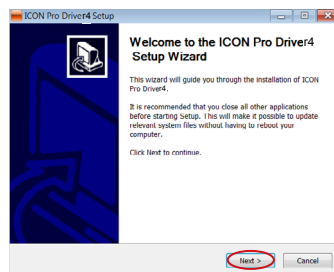 ICON Pro Driver4 Setup
Welcome to the ICON Pro Driver4
Setup Wizard
This wizard will guide you through the installation of ICON
Pro Driver4.
It is recommended that you close all other applications
before starting Setup. This will make it possible to update
relevant system files without having to reboot your
computer.
Click Next to continue.
Next >
Cancel